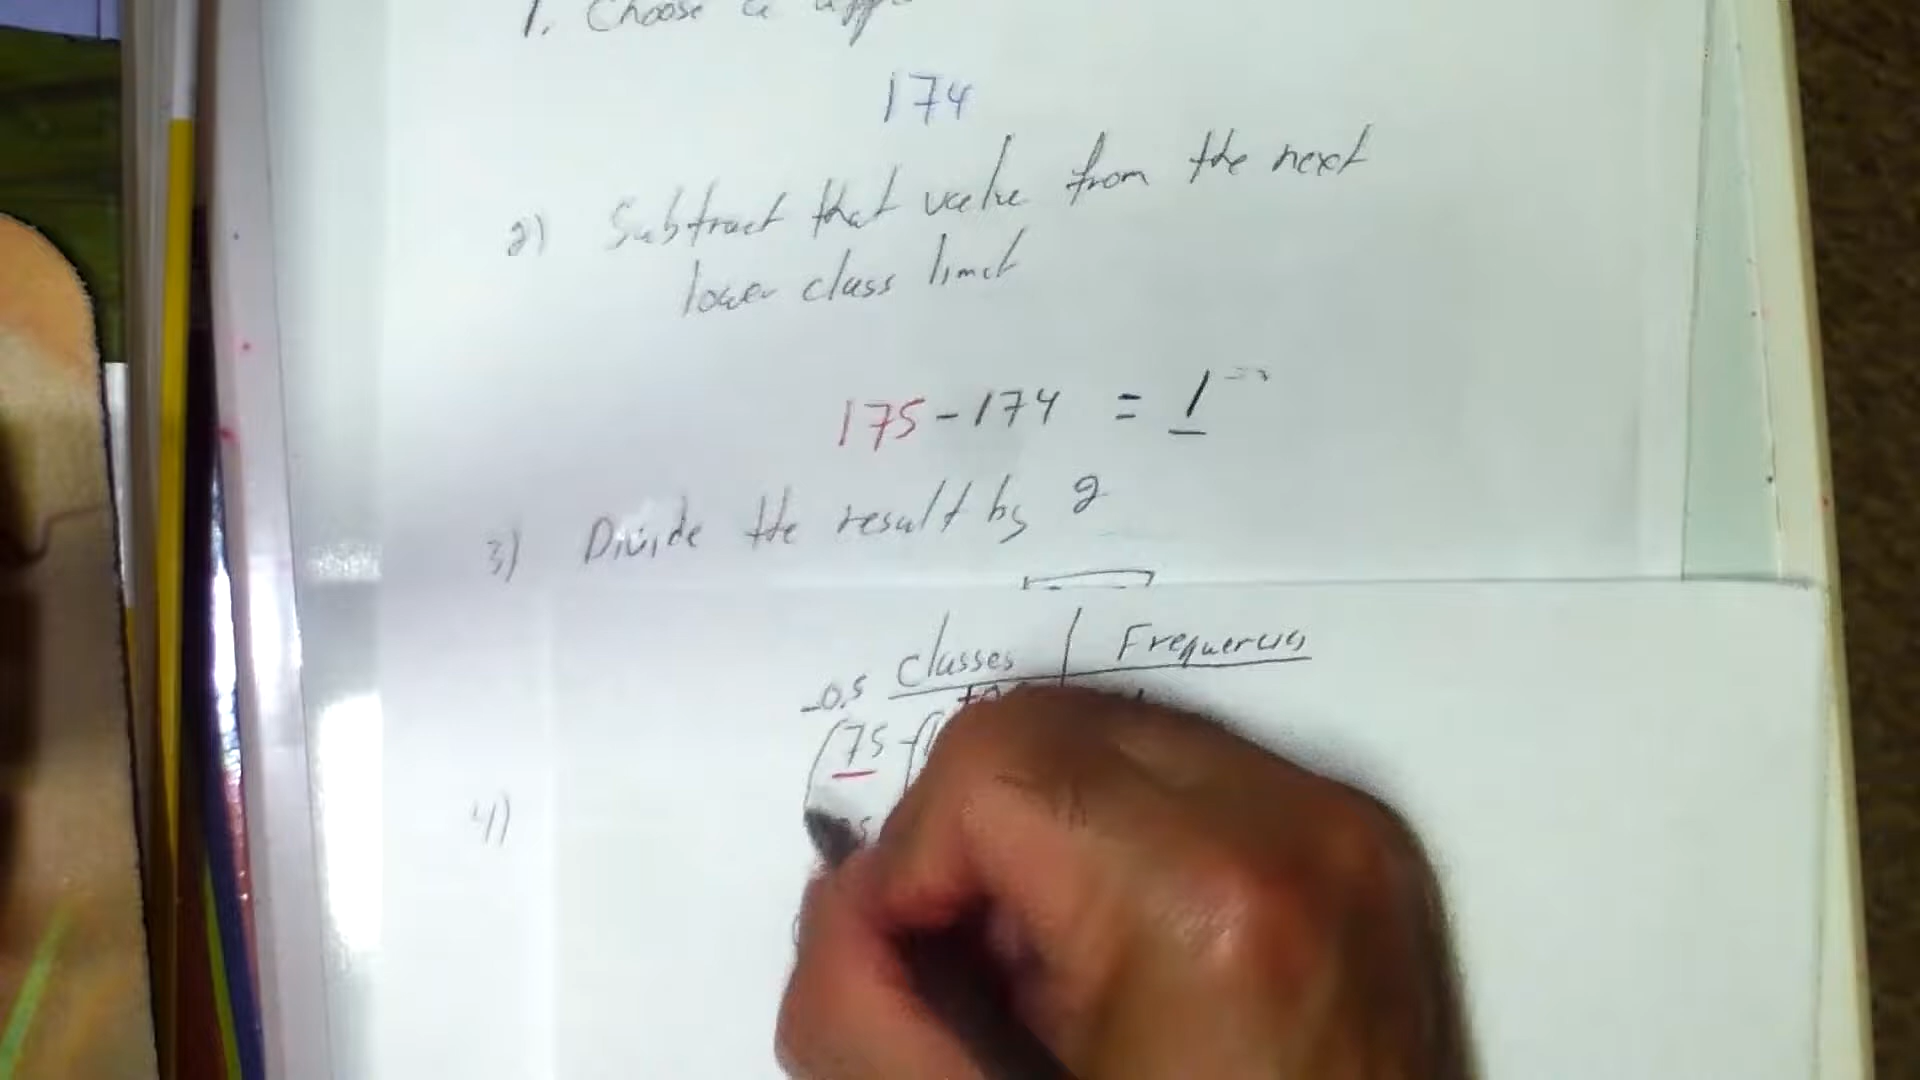 1. Choose a upp
174
2) Subtract that value from the next
lower class limit
175-174 = 1
3) Divide the result by 2
Classes | Frequencies
-0.5
75 -
4)